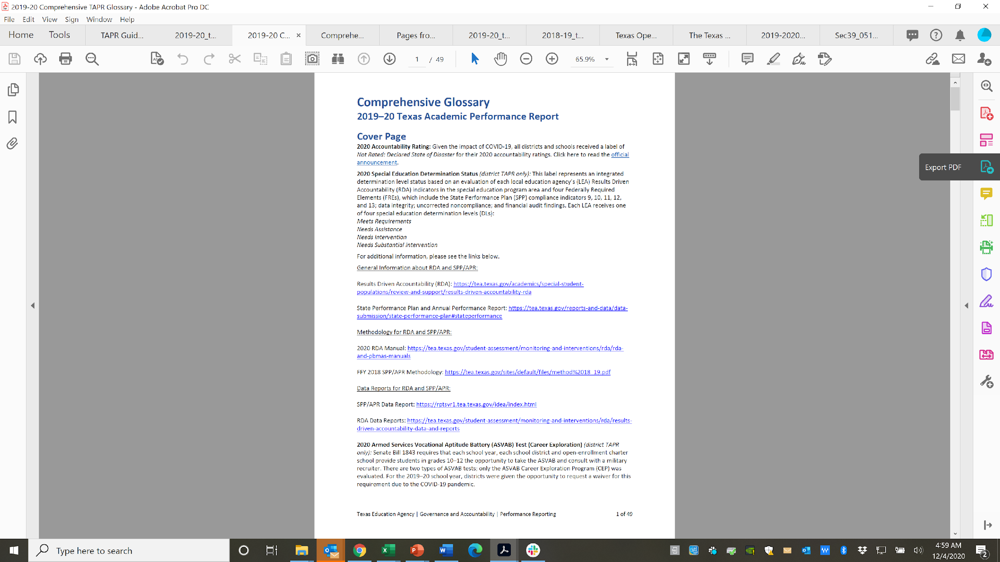 2019-20 Comprehensive TAPR Glossary - Adobe Acrobat Pro DC
File Edit View Sign Window Help
Home Tools TAPR Guid... 2019-20_t... 2019-20 C... Comprehe... Pages fro... 2019-20_t... 2018-19_t... Texas Ope... The Texas ... 2019-2020... Sec39_051...
1 / 49 65.9%
Comprehensive Glossary
2019–20 Texas Academic Performance Report
Cover Page
2020 Accountability Rating: Given the impact of COVID-19, all districts and schools received a label of
Not Rated: Declared State of Disaster for their 2020 accountability ratings. Click here to read the official
announcement.
Export PDF
2020 Special Education Determination Status (district TAPR only): This label represents an integrated
determination level status based on an evaluation of each local education agency's (LEA) Results Driven
Accountability (RDA) indicators in the special education program area and four Federally Required
Elements (FREs), which include the State Performance Plan (SPP) compliance indicators 9, 10, 11, 12,
and 13; data integrity; uncorrected noncompliance; and financial audit findings. Each LEA receives one
of four special education determination levels (DLs):
Meets Requirements
Needs Assistance
Needs Intervention
Needs Substantial Intervention
For additional information, please see the links below.
General Information about RDA and SPP/APR:
Results Driven Accountability (RDA): https://tea.texas.gov/academics/special-student-
populations/review-and-support/results-driven-accountability-rda
State Performance Plan and Annual Performance Report: https://tea.texas.gov/reports-and-data/data-
submission/state-performance-plan#stateperformance
Methodology for RDA and SPP/APR:
2020 RDA Manual: https://tea.texas.gov/student-assessment/monitoring-and-interventions/rda/rda-
and-pbmas-manuals
FFY 2018 SPP/APR Methodology: https://tea.texas.gov/sites/default/files/method%2018_19.pdf
Data Reports for RDA and SPP/APR:
SPP/APR Data Report: https://rptsvr1.tea.texas.gov/idea/index.html
RDA Data Reports: https://tea.texas.gov/student-assessment/monitoring-and-interventions/rda/results-
driven-accountability-data-and-reports
2020 Armed Services Vocational Aptitude Battery (ASVAB) Test (Career Exploration) (district TAPR
only): Senate Bill 1843 requires that each school year, each school district and open-enrollment charter
school provide students in grades 10–12 the opportunity to take the ASVAB and consult with a military
recruiter. There are two types of ASVAB tests; only the ASVAB Career Exploration Program (CEP) was
evaluated. For the 2019–20 school year, districts were given the opportunity to request a waiver for this
requirement due to the COVID-19 pandemic.
Texas Education Agency | Governance and Accountability | Performance Reporting 1 of 49
Type here to search
4:59 AM
12/4/2020
2